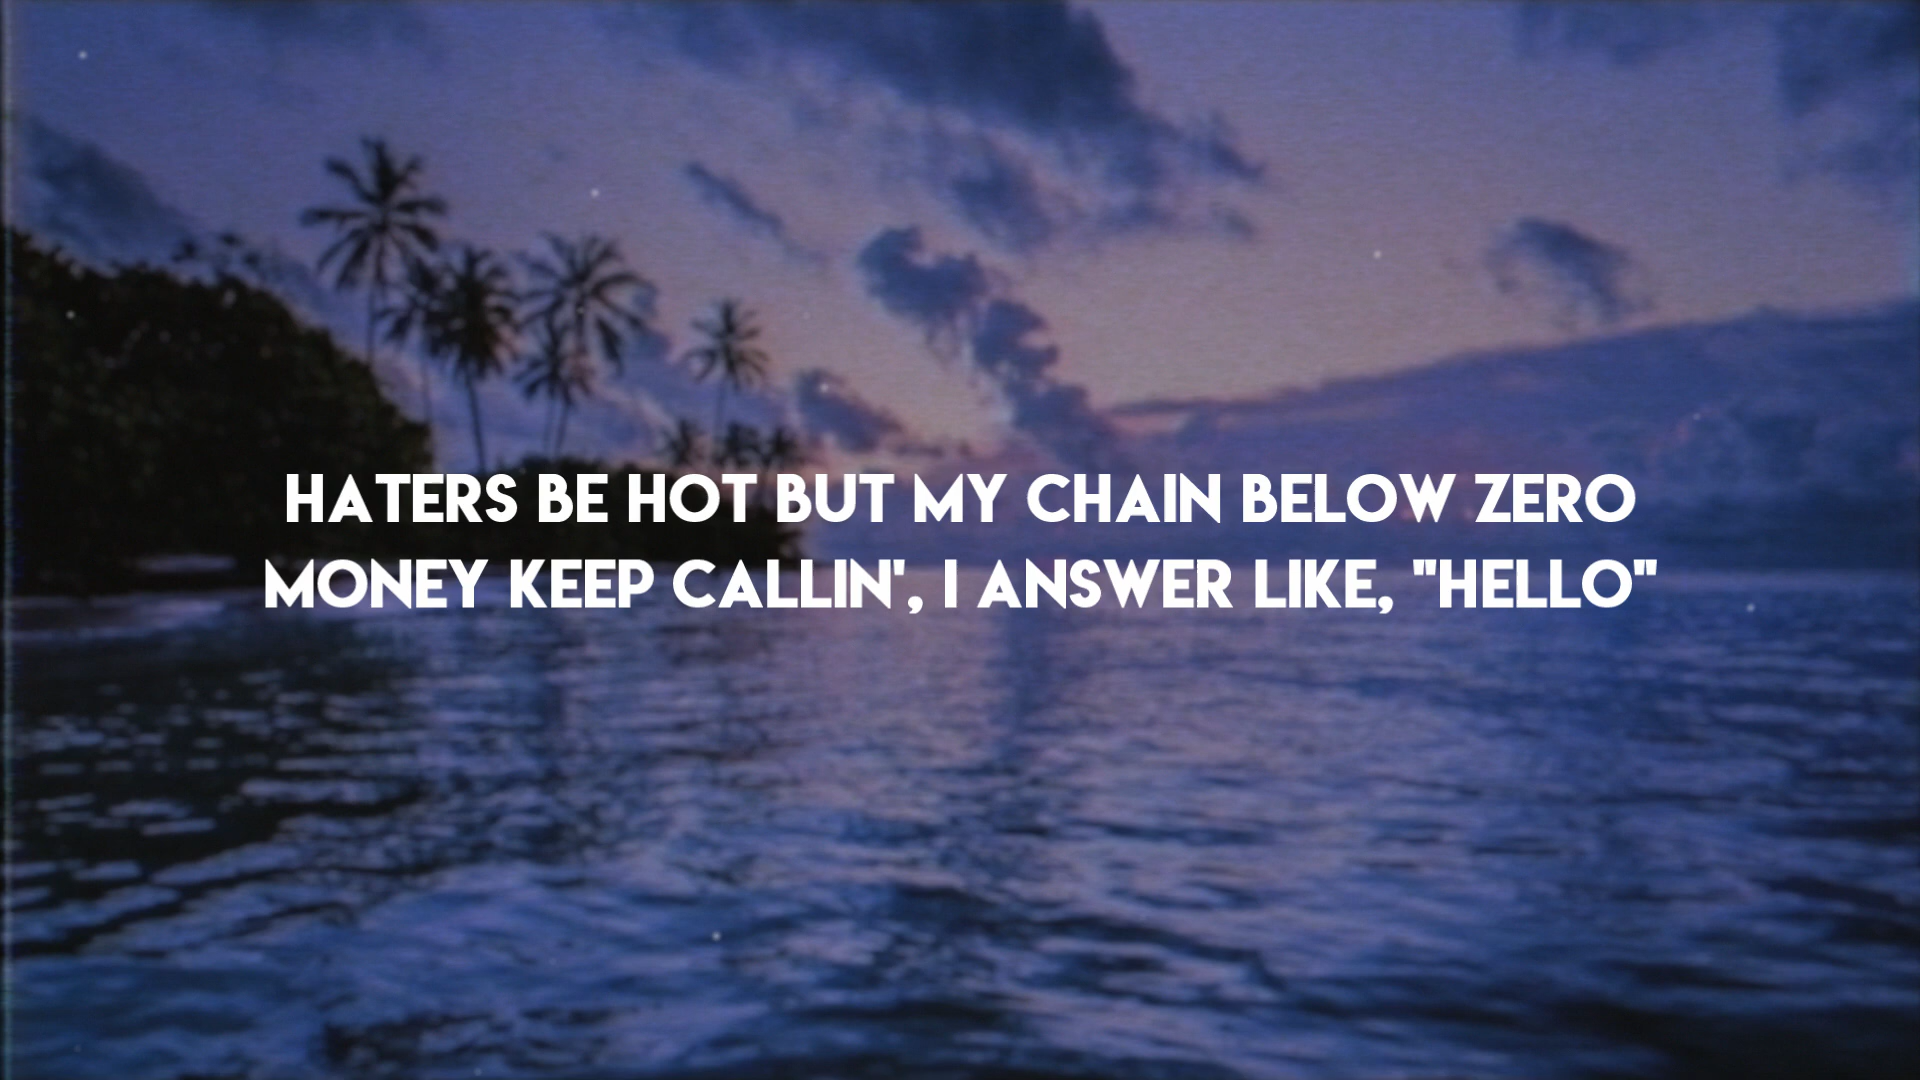 HATERS BE HOT BUT MY CHAIN BELOW ZERO
MONEY KEEP CALLIN', I ANSWER LIKE, "HELLO"